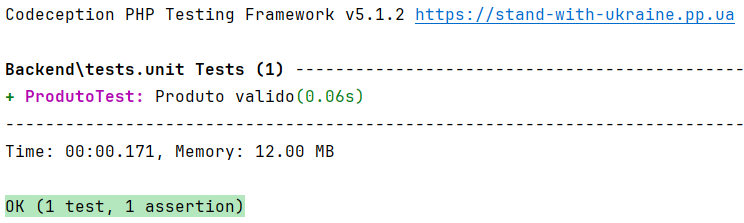 Codeception PHP Testing Framework v5.1.2 https://stand-with-ukraine.pp.ua
Backend\tests.unit Tests (1) ---------------------------------------------
+ ProdutoTest: Produto valido(0.06s)
--------------------------------------------------------------------------
Time: 00:00.171, Memory: 12.00 MB
OK (1 test, 1 assertion)